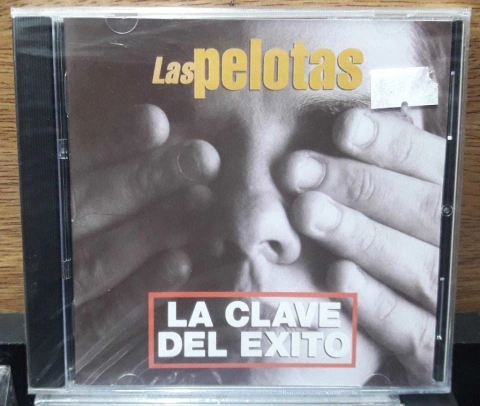 Las pelotas
LA CLAVE
DEL EXITO